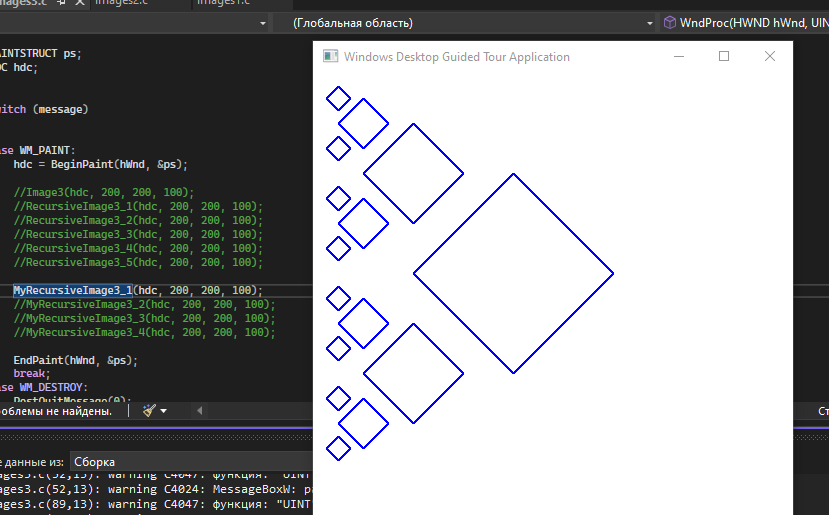 mages3.c Images2.c Images1.c
(Глобальная область) WndProc(HWND hWnd, UIN
Windows Desktop Guided Tour Application
AINTSTRUCT ps;
DC hdc;
witch (message)
ase WM_PAINT:
hdc = BeginPaint(hWnd, &ps);
//Image3(hdc, 200, 200, 100);
//RecursiveImage3_1(hdc, 200, 200, 100);
//RecursiveImage3_2(hdc, 200, 200, 100);
//RecursiveImage3_3(hdc, 200, 200, 100);
//RecursiveImage3_4(hdc, 200, 200, 100);
//RecursiveImage3_5(hdc, 200, 200, 100);
MyRecursiveImage3_1(hdc, 200, 200, 100);
//MyRecursiveImage3_2(hdc, 200, 200, 100);
//MyRecursiveImage3_3(hdc, 200, 200, 100);
//MyRecursiveImage3_4(hdc, 200, 200, 100);
EndPaint(hWnd, &ps);
break;
ase WM_DESTROY:
PostQuitMessage(0);
роблемы не найдены. Ст
е данные из: Сборка
ages3.c(52,13): warning C4047: функция: "UINT
ages3.c(52,13): warning C4024: MessageBoxW: р
ages3.c(89,13): warning C4047: функция: "UINT